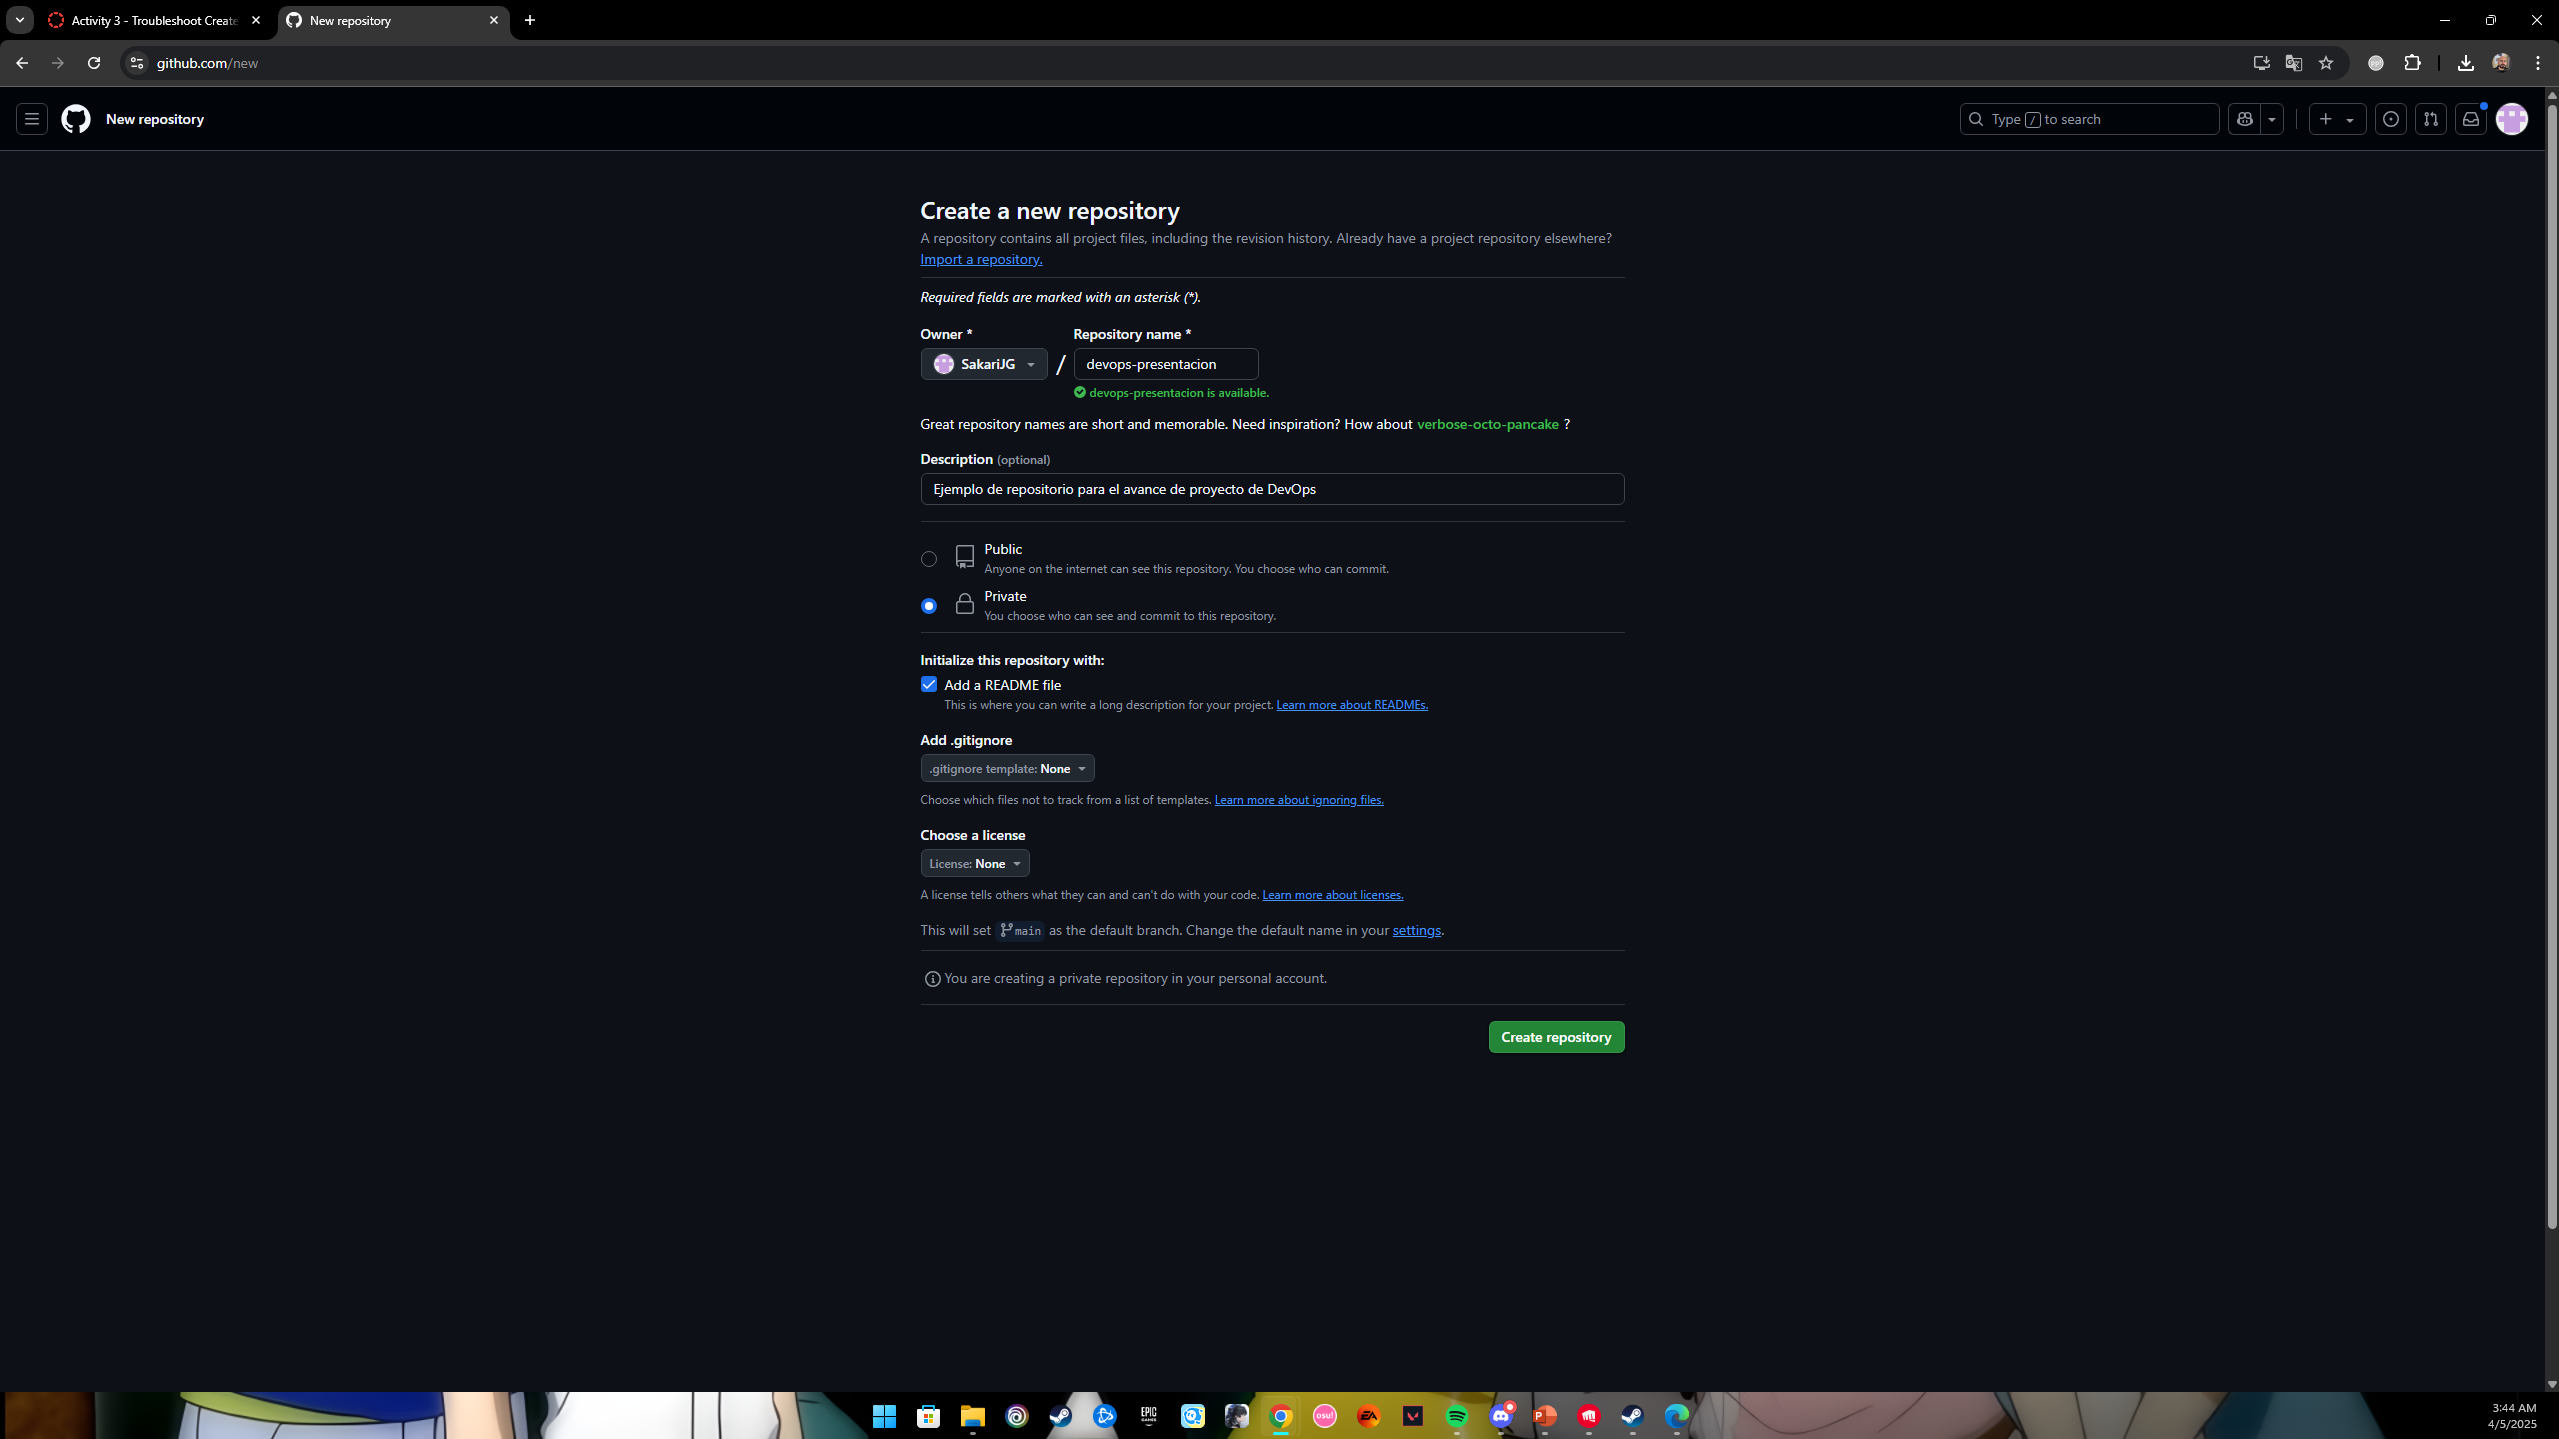 Activity 3 - Troubleshoot Create
New repository
github.com/new
New repository
Type / to search
Create a new repository
A repository contains all project files, including the revision history. Already have a project repository elsewhere?
Import a repository.
Required fields are marked with an asterisk (*).
Owner *
Repository name *
SakariJG
/
devops-presentacion
devops-presentacion is available.
Great repository names are short and memorable. Need inspiration? How about verbose-octo-pancake ?
Description (optional)
Ejemplo de repositorio para el avance de proyecto de DevOps
Public
Anyone on the internet can see this repository. You choose who can commit.
Private
You choose who can see and commit to this repository.
Initialize this repository with:
Add a README file
This is where you can write a long description for your project. Learn more about READMEs.
Add .gitignore
.gitignore template: None
Choose which files not to track from a list of templates. Learn more about ignoring files.
Choose a license
License: None
A license tells others what they can and can't do with your code. Learn more about licenses.
This will set main as the default branch. Change the default name in your settings.
You are creating a private repository in your personal account.
Create repository
EPIC
GAMES
osu!
EA
P
3:44 AM
4/5/2025